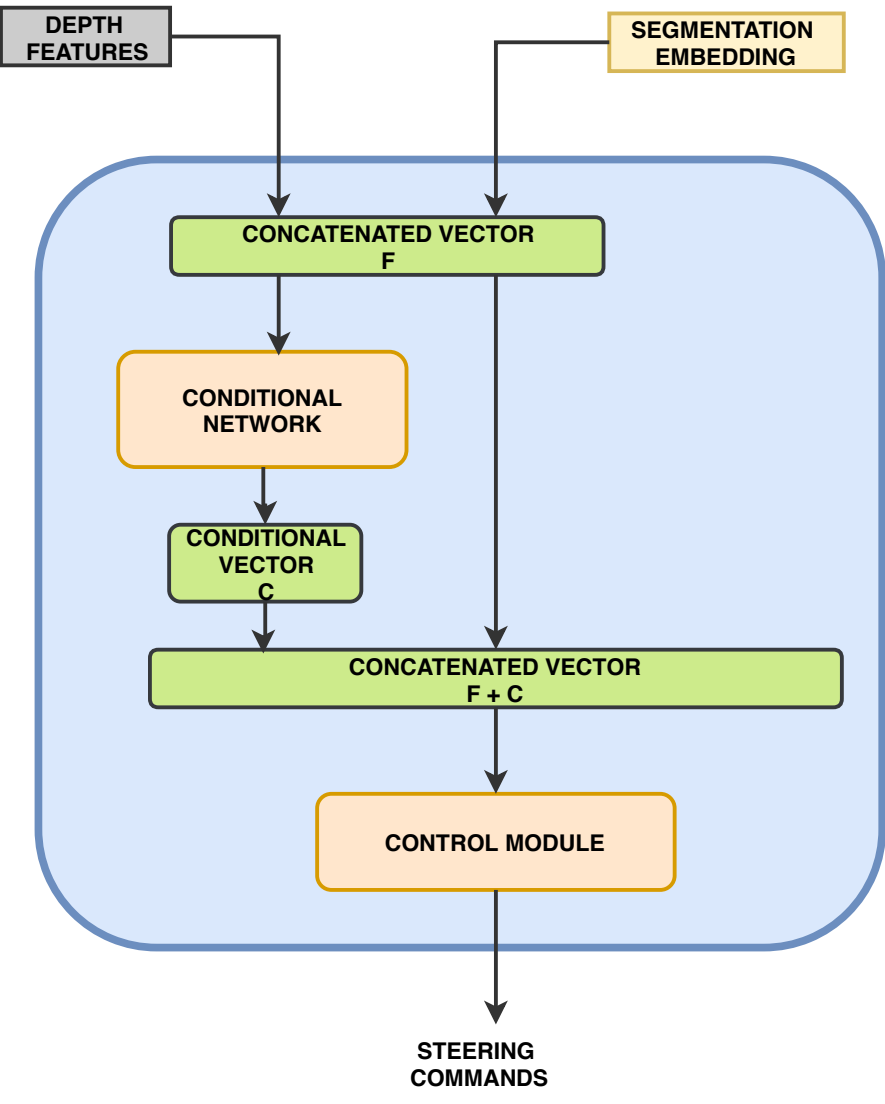 DEPTH
FEATURES
SEGMENTATION
EMBEDDING
CONCATENATED VECTOR
F
CONDITIONAL
NETWORK
CONDITIONAL
VECTOR
C
CONCATENATED VECTOR
F + C
CONTROL MODULE
STEERING
COMMANDS